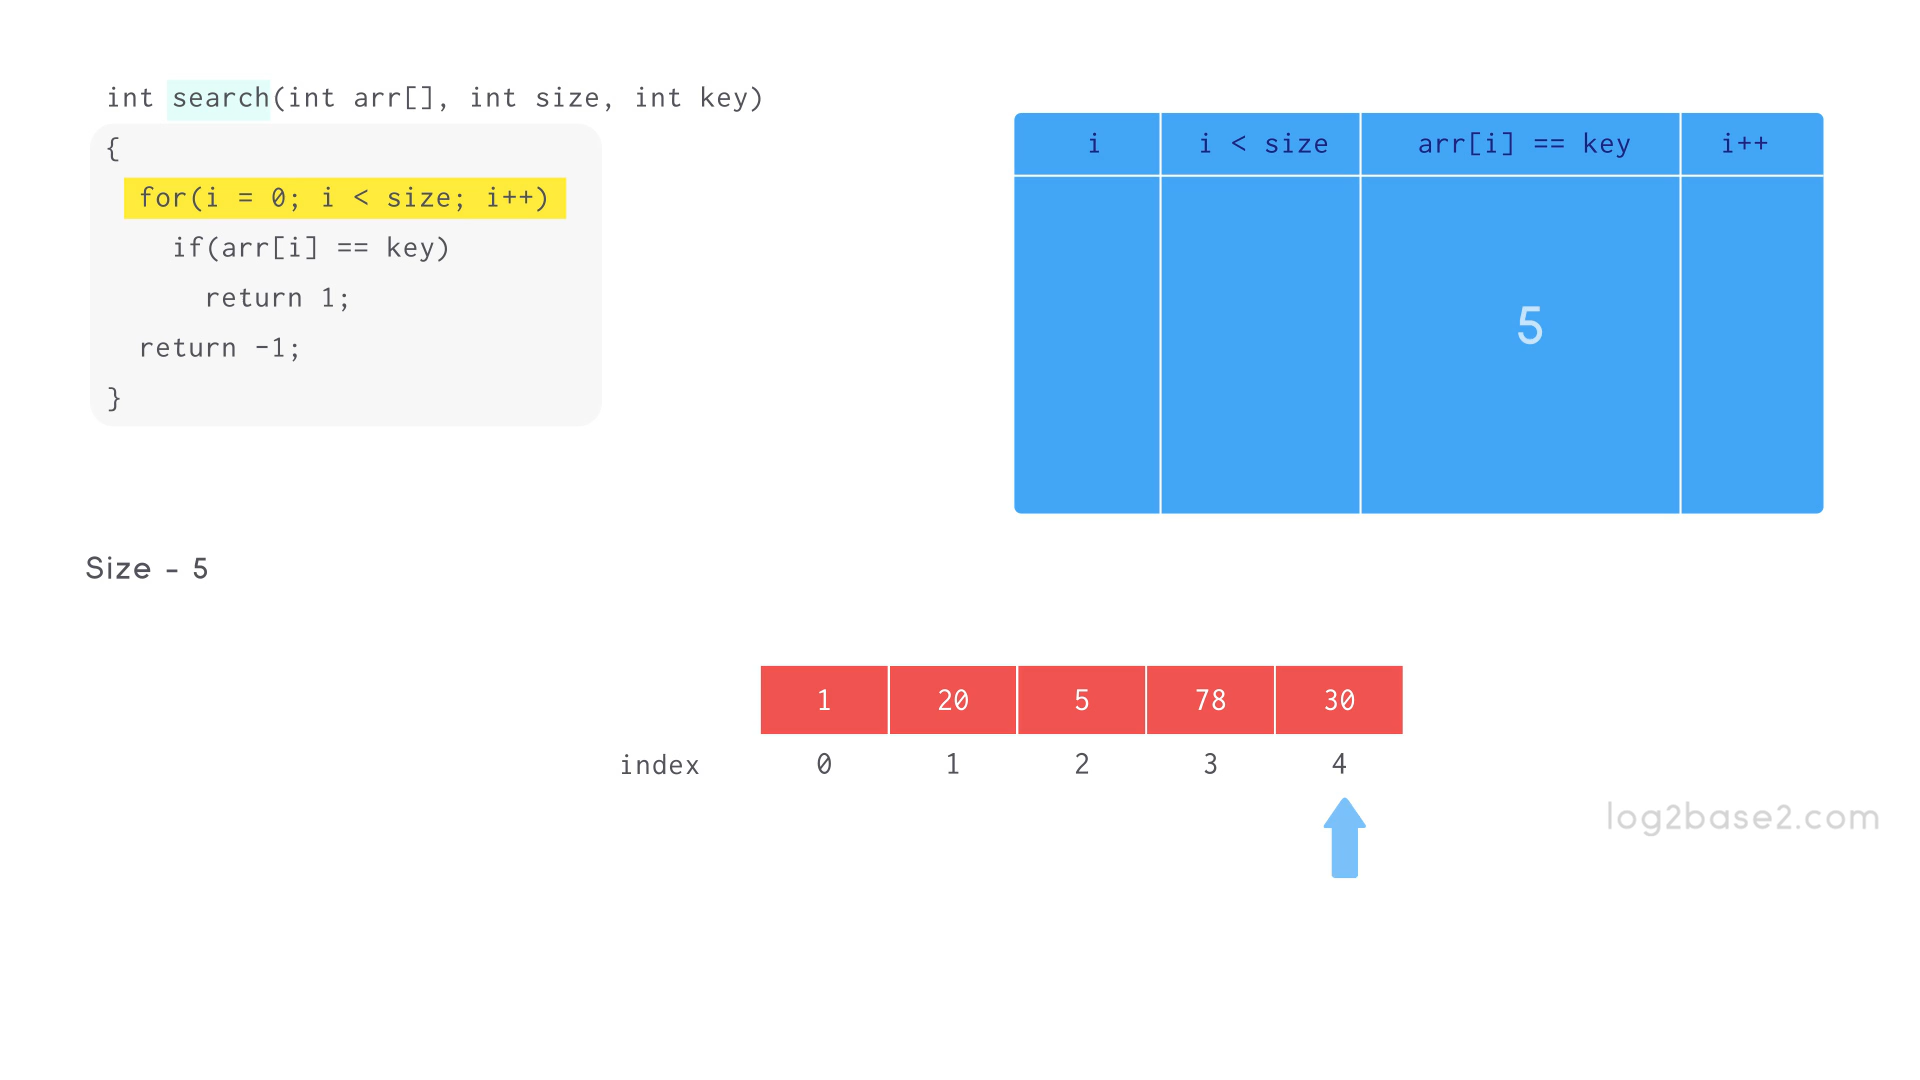 int search(int arr[], int size, int key)
{
for(i = 0; i < size; i++)
if(arr[i] == key)
return 1;
return -1;
}
i i < size arr[i] == key i++
5
Size - 5
1 20 5 78 30
index 0 1 2 3 4
log2base2.com